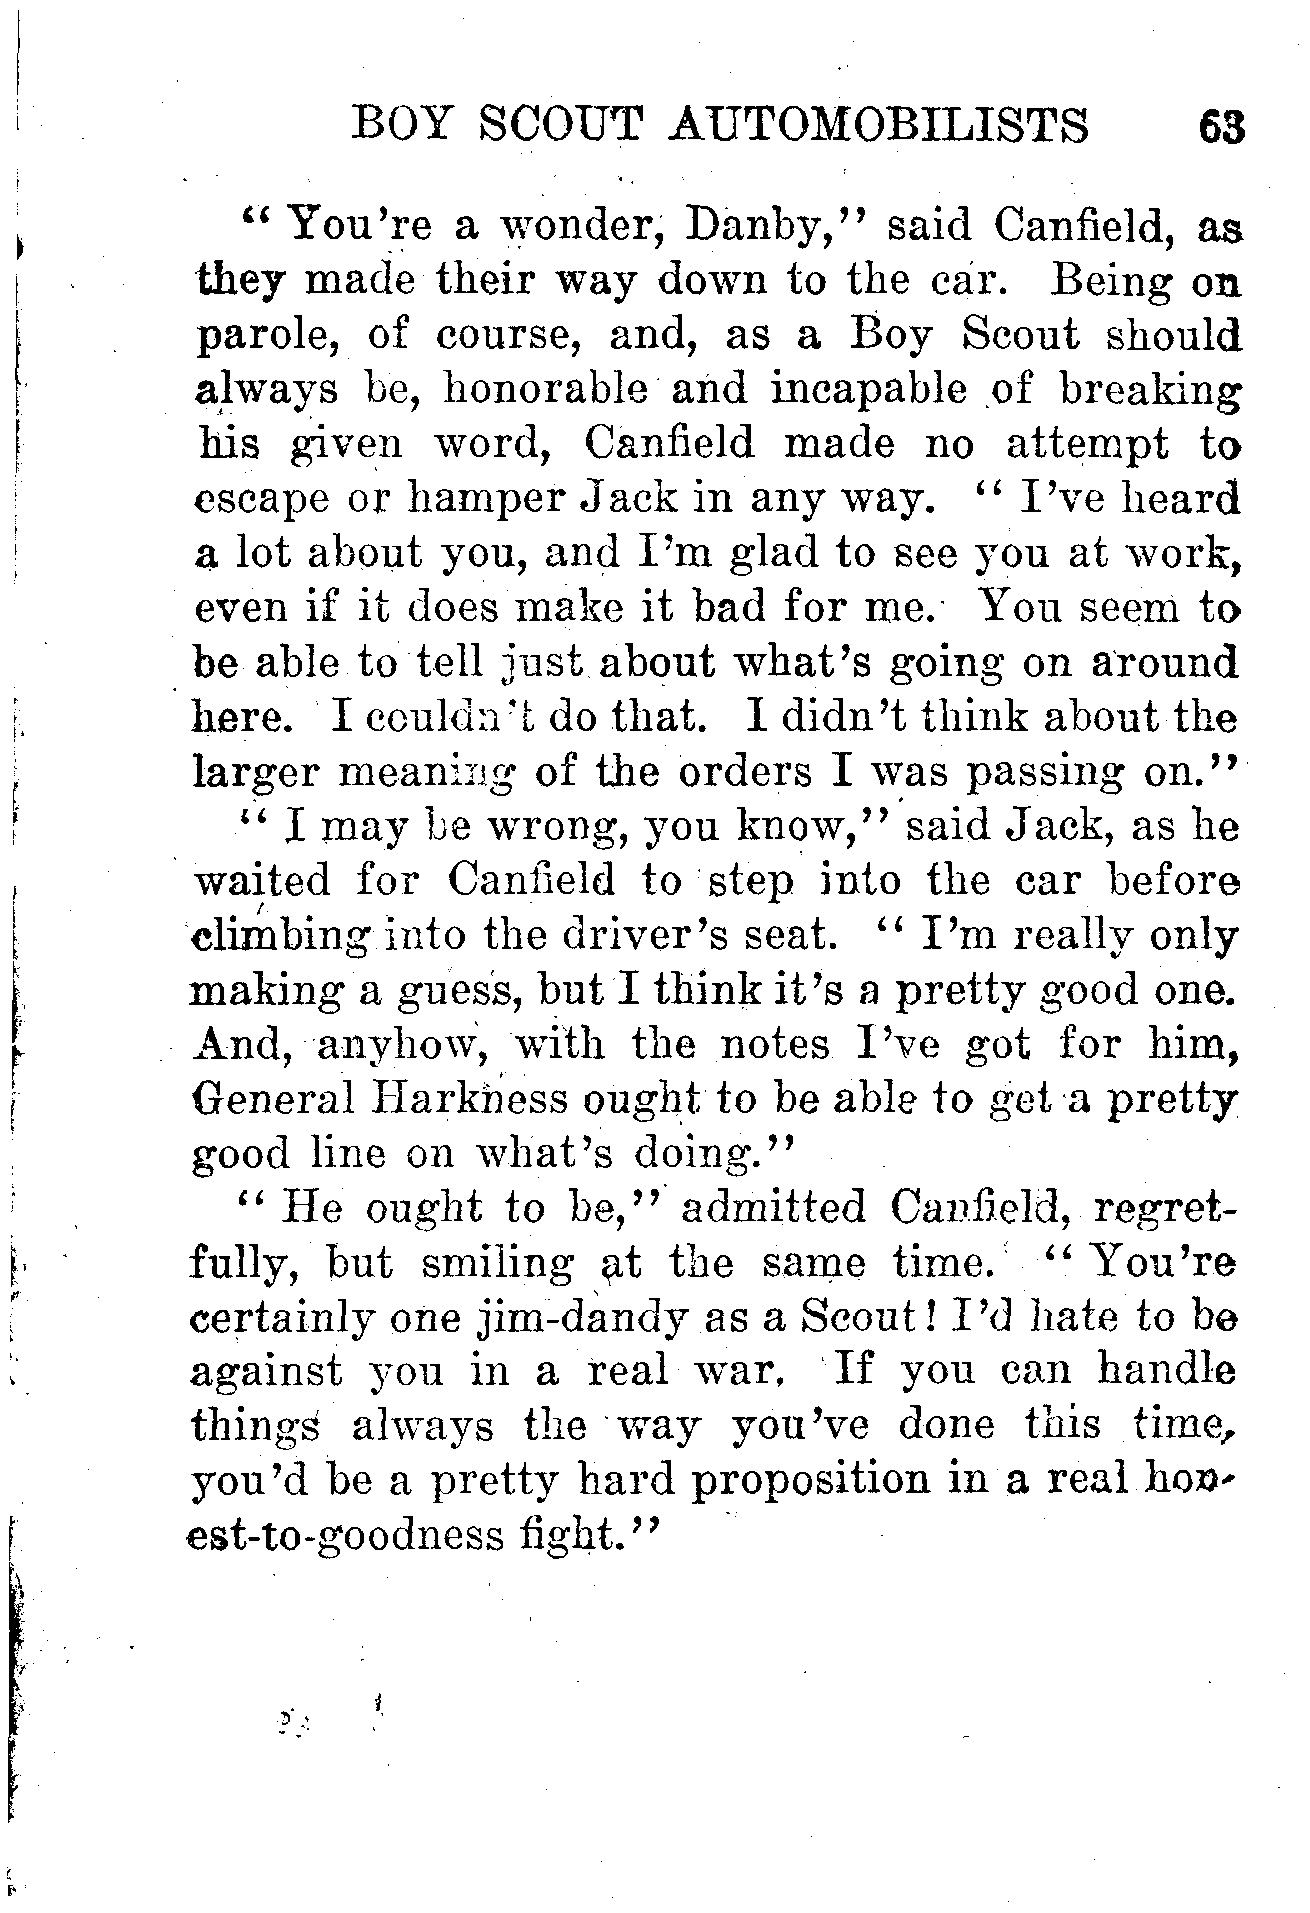 BOY SCOUT AUTOMOBILISTS 63
“ You’re a wonder, Danby,” said Canfield, as
they made their way down to the car. Being on
parole, of course, and, as a Boy Scout should
always be, honorable and incapable of breaking
his given word, Canfield made no attempt to
escape or hamper Jack in any way. “ I’ve heard
a lot about you, and I’m glad to see you at work,
even if it does make it bad for me. You seem to
be able to tell just about what’s going on around
here. I couldn’t do that. I didn’t think about the
larger meaning of the orders I was passing on.”
“ I may be wrong, you know,” said Jack, as he
waited for Canfield to step into the car before
climbing into the driver’s seat. “ I’m really only
making a guess, but I think it’s a pretty good one.
And, anyhow, with the notes I’ve got for him,
General Harkness ought to be able to get a pretty
good line on what’s doing.”
“ He ought to be,” admitted Canfield, regret-
fully, but smiling at the same time. “ You’re
certainly one jim-dandy as a Scout! I’d hate to be
against you in a real war. If you can handle
things always the way you’ve done this time,
you’d be a pretty hard proposition in a real hon-
est-to-goodness fight.”